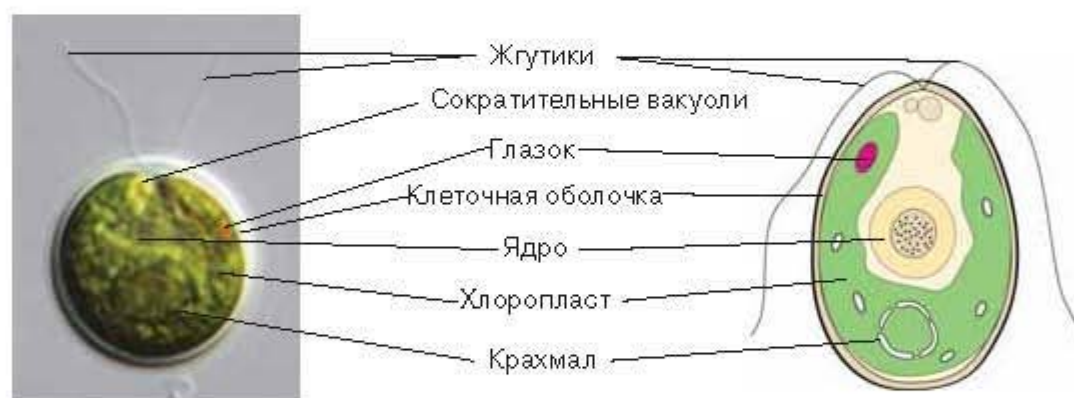 Жгутики
Сократительные вакуоли
Глазок
Клеточная оболочка
Ядро
Хлоропласт
Крахмал